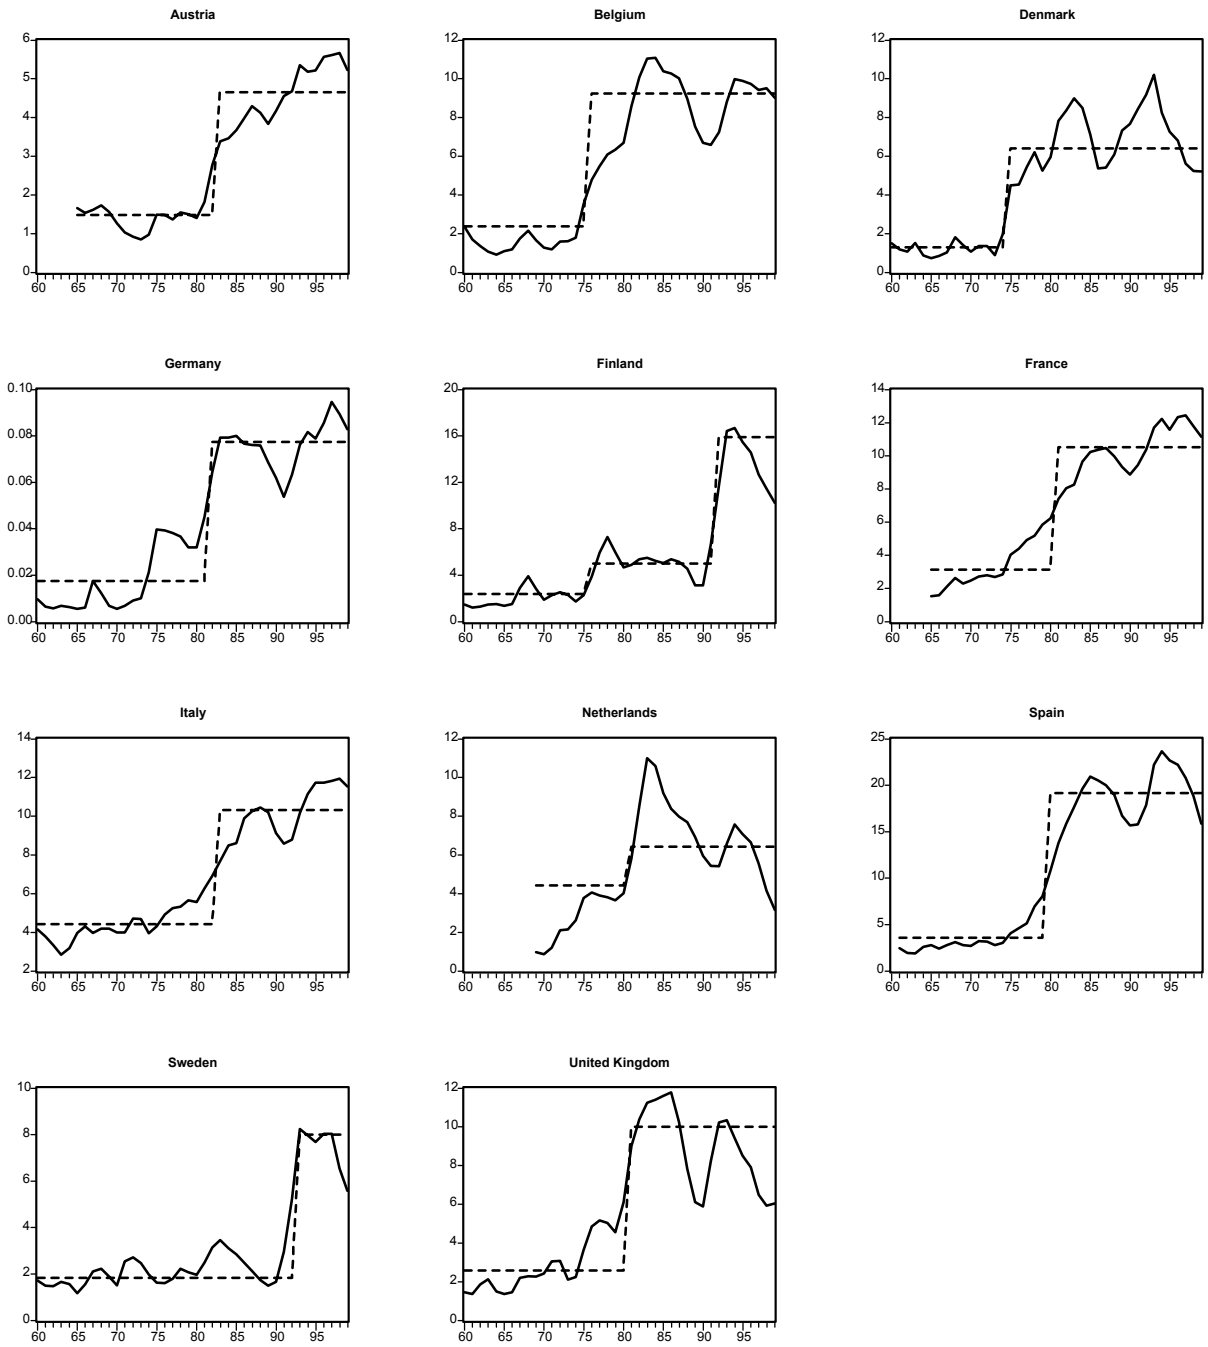 Austria Belgium Denmark
6 12 12
5 10 10
4 8 8
3 6 6
2 4 4
1 2 2
0 0 0
60 65 70 75 80 85 90 95 60 65 70 75 80 85 90 95 60 65 70 75 80 85 90 95
Germany Finland France
0.10 20 14
12
0.08 16
10
0.06 12 8
0.04 8 6
4
0.02 4
2
0.00 0 0
60 65 70 75 80 85 90 95 60 65 70 75 80 85 90 95 60 65 70 75 80 85 90 95
Italy Netherlands Spain
14 12 25
12 10 20
10 8 15
8 6
6 4 10
4 2 5
2 0 0
60 65 70 75 80 85 90 95 60 65 70 75 80 85 90 95 60 65 70 75 80 85 90 95
Sweden United Kingdom
10 12
8 10
6 8
6
4 4
2 2
0 0
60 65 70 75 80 85 90 95 60 65 70 75 80 85 90 95